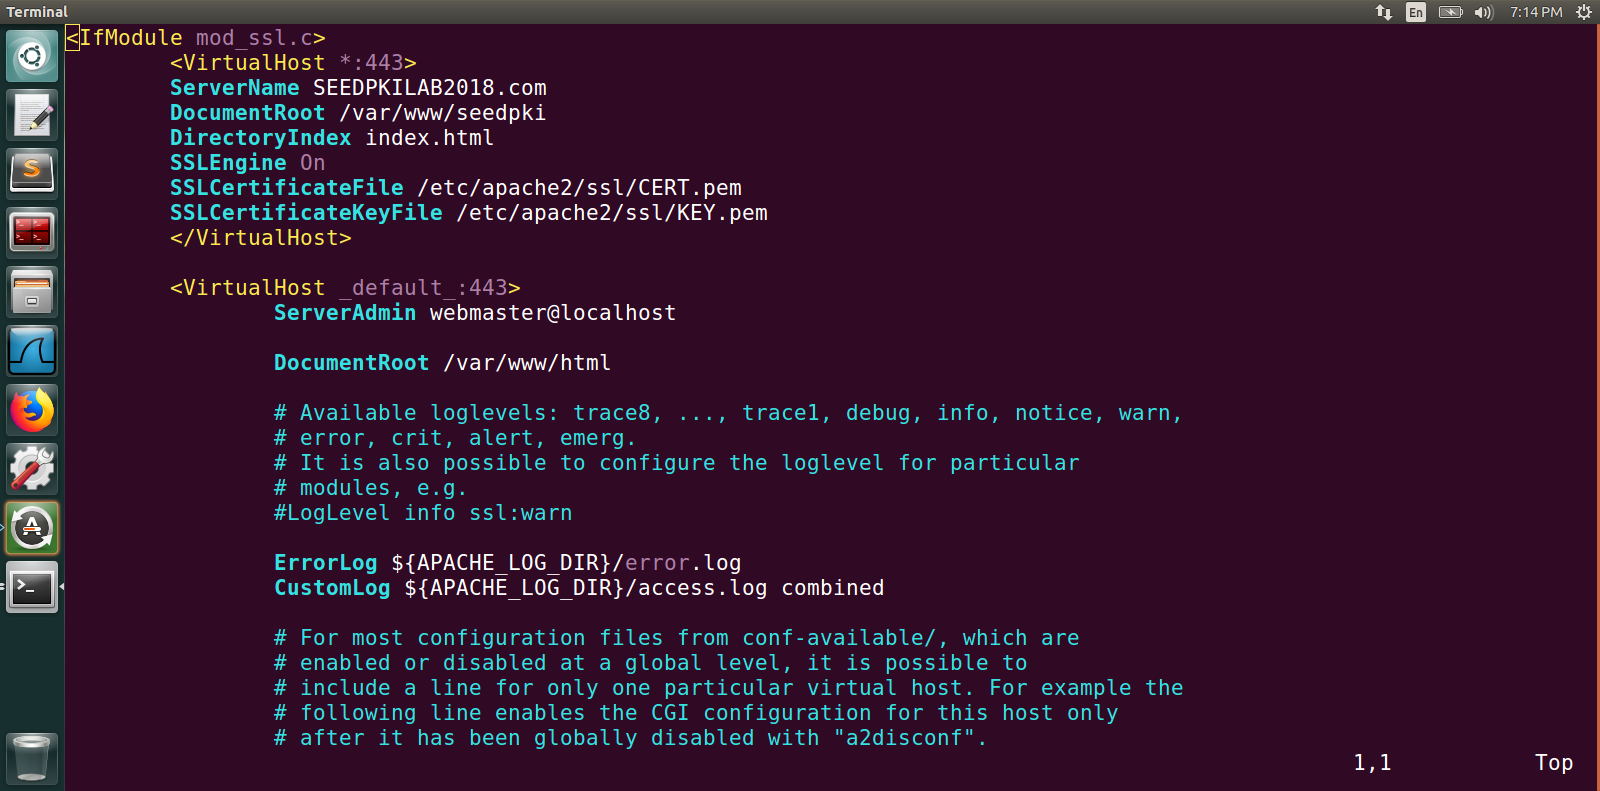 Terminal
En
7:14 PM
<IfModule mod_ssl.c>
<VirtualHost *:443>
ServerName SEEDPKILAB2018.com
DocumentRoot /var/www/seedpki
DirectoryIndex index.html
SSLEngine On
SSLCertificateFile /etc/apache2/ssl/CERT.pem
SSLCertificateKeyFile /etc/apache2/ssl/KEY.pem
</VirtualHost>
<VirtualHost _default_:443>
ServerAdmin webmaster@localhost
DocumentRoot /var/www/html
# Available loglevels: trace8, ..., trace1, debug, info, notice, warn,
# error, crit, alert, emerg.
# It is also possible to configure the loglevel for particular
# modules, e.g.
#LogLevel info ssl:warn
ErrorLog ${APACHE_LOG_DIR}/error.log
CustomLog ${APACHE_LOG_DIR}/access.log combined
# For most configuration files from conf-available/, which are
# enabled or disabled at a global level, it is possible to
# include a line for only one particular virtual host. For example the
# following line enables the CGI configuration for this host only
# after it has been globally disabled with "a2disconf".
1,1 Top